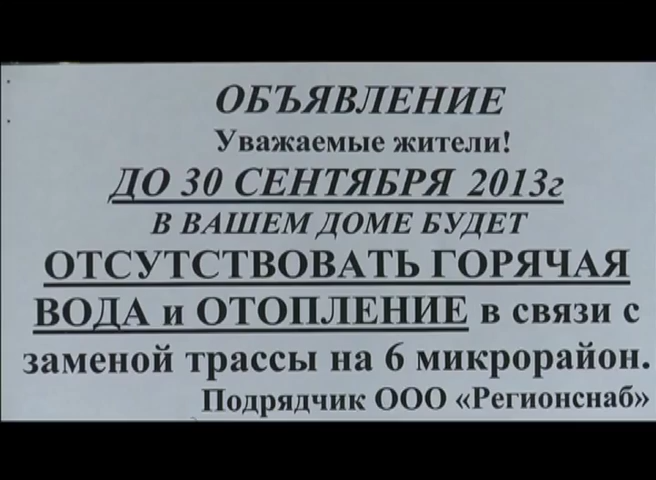 ОБЪЯВЛЕНИЕ
Уважаемые жители!
ДО 30 СЕНТЯБРЯ 2013г
В ВАШЕМ ДОМЕ БУДЕТ
ОТСУТСТВОВАТЬ ГОРЯЧАЯ
ВОДА и ОТОПЛЕНИЕ в связи с
заменой трассы на 6 микрорайон.
Подрядчик ООО «Регионснаб»